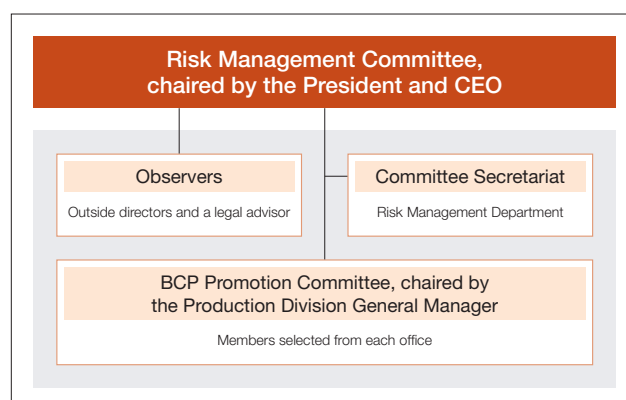 Risk Management Committee,
chaired by the President and CEO
Observers
Outside directors and a legal advisor
Committee Secretariat
Risk Management Department
BCP Promotion Committee, chaired by
the Production Division General Manager
Members selected from each office